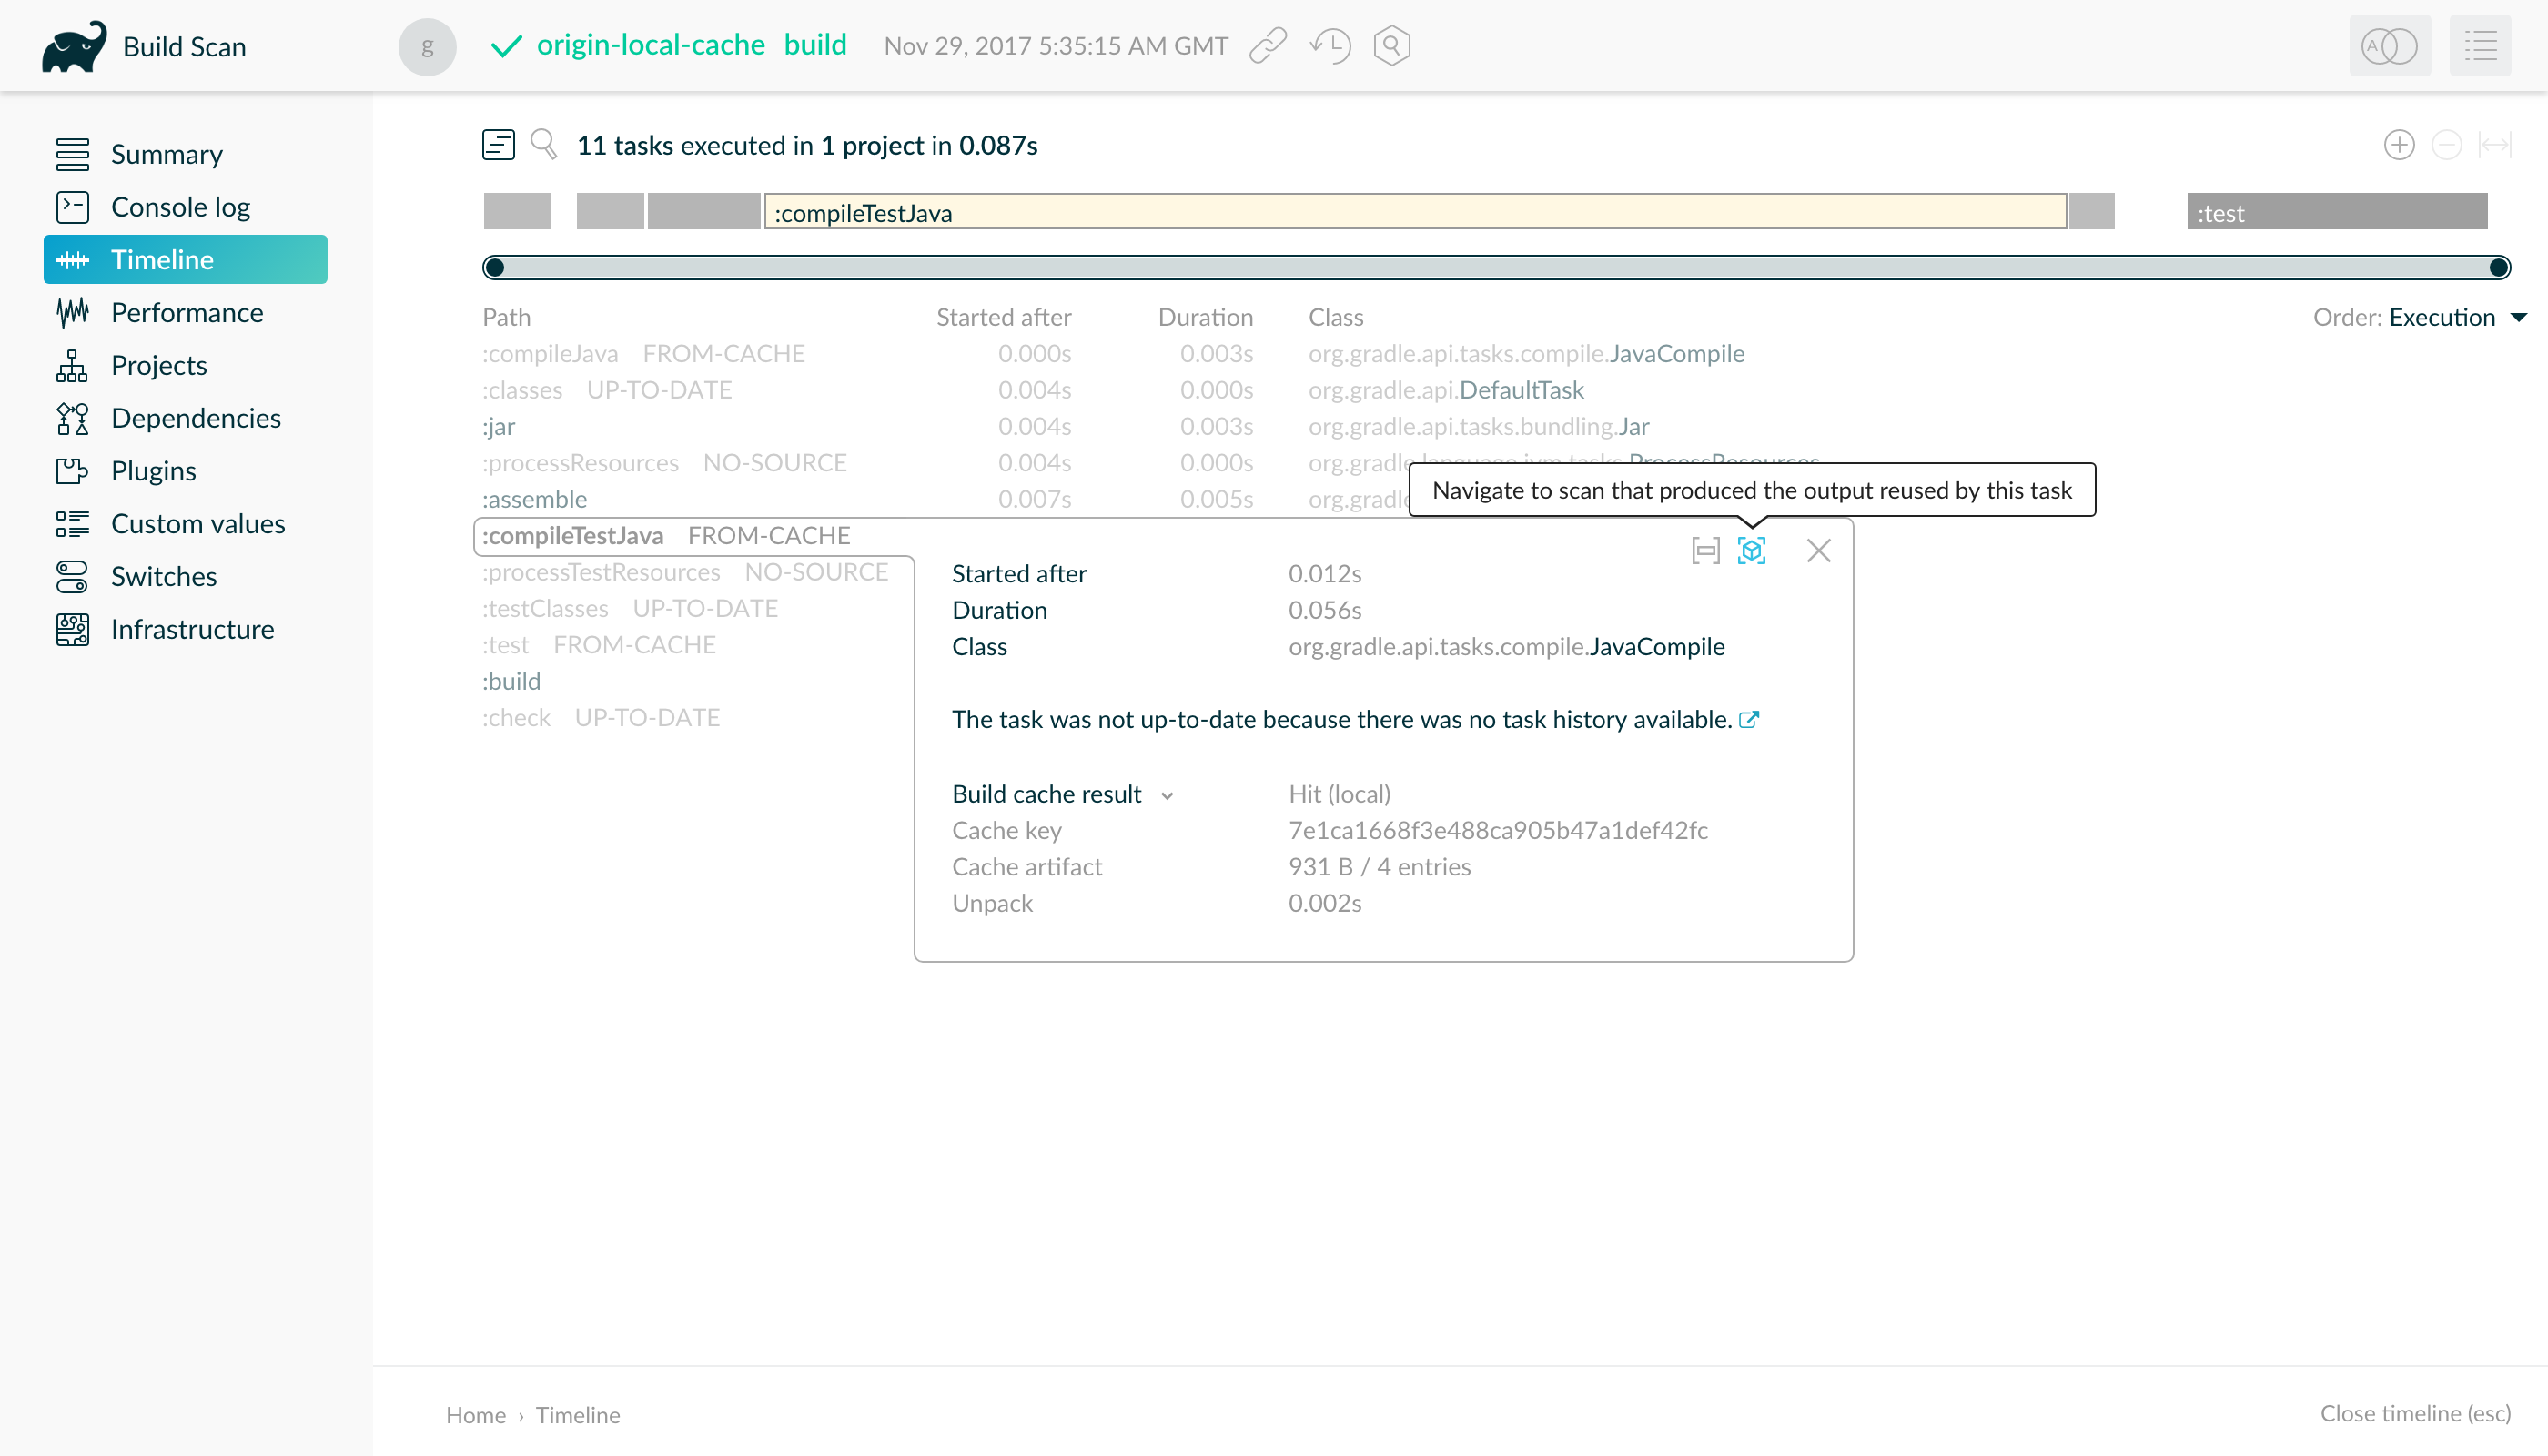 Build Scan
g origin-local-cache build Nov 29, 2017 5:35:15 AM GMT
A
Summary
Console log
Timeline
Performance
Projects
Dependencies
Plugins
Custom values
Switches
Infrastructure
11 tasks executed in 1 project in 0.087s
:compileTestJava
:test
Path Started after Duration Class Order: Execution
:compileJava FROM-CACHE 0.000s 0.003s org.gradle.api.tasks.compile.JavaCompile
:classes UP-TO-DATE 0.004s 0.000s org.gradle.api.DefaultTask
:jar 0.004s 0.003s org.gradle.api.tasks.bundling.Jar
:processResources NO-SOURCE 0.004s 0.000s org.gradle.language.jvm.tasks.ProcessResources
:assemble 0.007s 0.005s org.gradle
Navigate to scan that produced the output reused by this task
:compileTestJava FROM-CACHE
:processTestResources NO-SOURCE
:testClasses UP-TO-DATE
:test FROM-CACHE
:build
:check UP-TO-DATE
Started after 0.012s
Duration 0.056s
Class org.gradle.api.tasks.compile.JavaCompile
The task was not up-to-date because there was no task history available.
Build cache result Hit (local)
Cache key 7e1ca1668f3e488ca905b47a1def42fc
Cache artifact 931 B / 4 entries
Unpack 0.002s
Home › Timeline
Close timeline (esc)